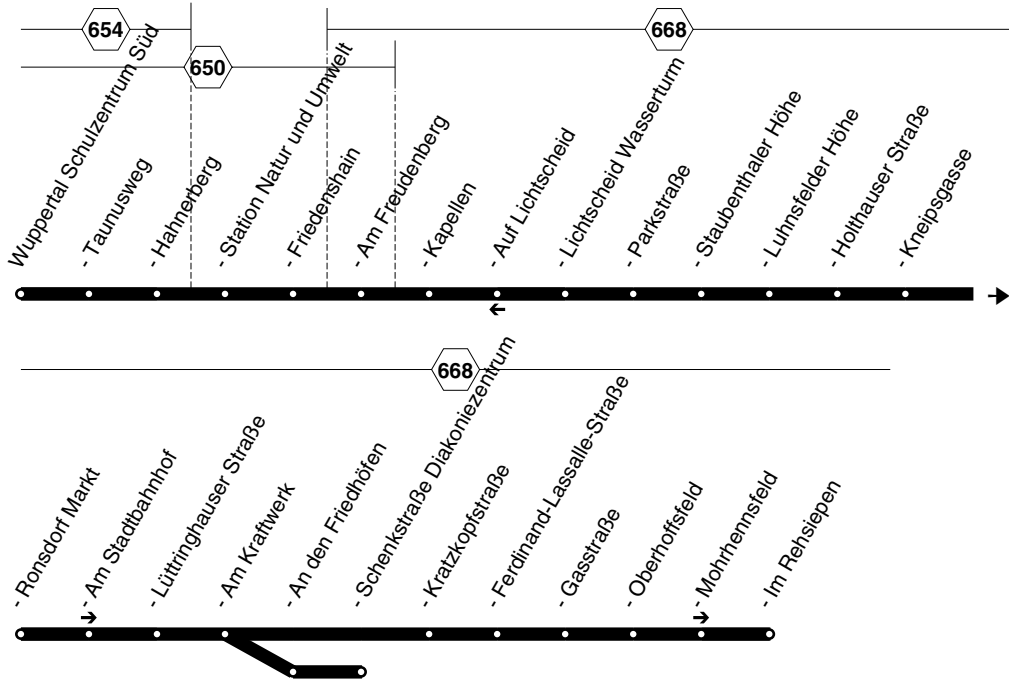 654
668
650
Wuppertal Schulzentrum Süd
- Taunusweg
- Hahnerberg
- Station Natur und Umwelt
- Friedenshain
- Am Freudenberg
- Kapellen
- Auf Lichtscheid
- Lichtscheid Wasserturm
- Parkstraße
- Staubenthaler Höhe
- Luhnsfelder Höhe
- Holthauser Straße
- Kneipsgasse
668
- Ronsdorf Markt
- Am Stadtbahnhof
- Lüttringhauser Straße
- Am Kraftwerk
- An den Friedhöfen
- Schenkstraße Diakoniezentrum
- Kratzkopfstraße
- Ferdinand-Lassalle-Straße
- Gasstraße
- Oberhoffsfeld
- Mohrhennsfeld
- Im Rehsiepen